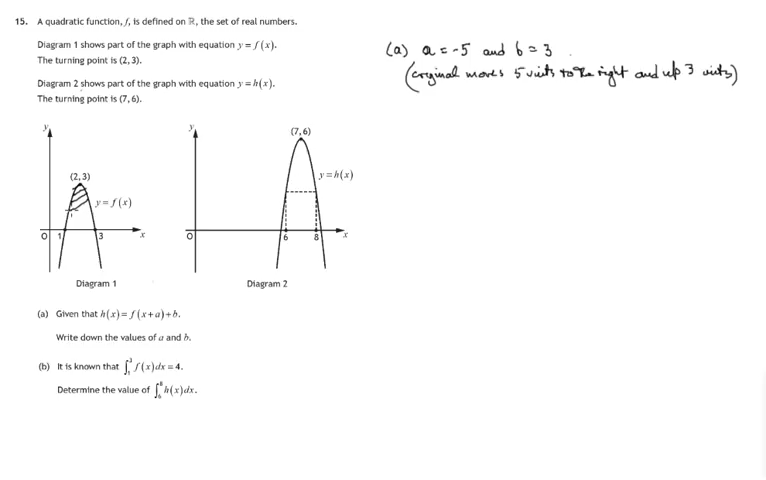 15. A quadratic function, f, is defined on ℝ, the set of real numbers.
Diagram 1 shows part of the graph with equation y = f(x).
The turning point is (2, 3).
Diagram 2 shows part of the graph with equation y = h(x).
The turning point is (7, 6).
(a) a = -5 and b = 3
(original moves 5 units to the right and up 3 units)
y
(2, 3)
y = f(x)
O 1 3 x
Diagram 1
y
(7, 6)
y = h(x)
O 6 8 x
Diagram 2
(a) Given that h(x) = f(x+a)+b.
Write down the values of a and b.
(b) It is known that ∫₁³ f(x)dx = 4.
Determine the value of ∫₆⁸ h(x)dx.